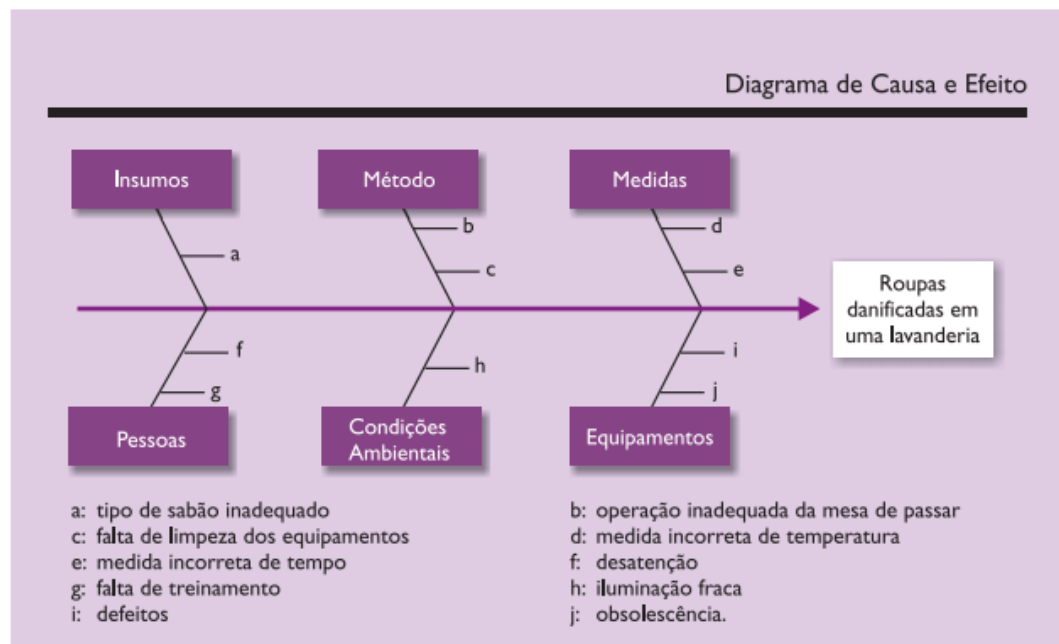 Diagrama de Causa e Efeito
Insumos
Método
Medidas
a
b
c
d
e
Roupas
danificadas em
uma lavanderia
f
g
h
i
j
Pessoas
Condições
Ambientais
Equipamentos
a: tipo de sabão inadequado
c: falta de limpeza dos equipamentos
e: medida incorreta de tempo
g: falta de treinamento
i: defeitos
b: operação inadequada da mesa de passar
d: medida incorreta de temperatura
f: desatenção
h: iluminação fraca
j: obsolescência.